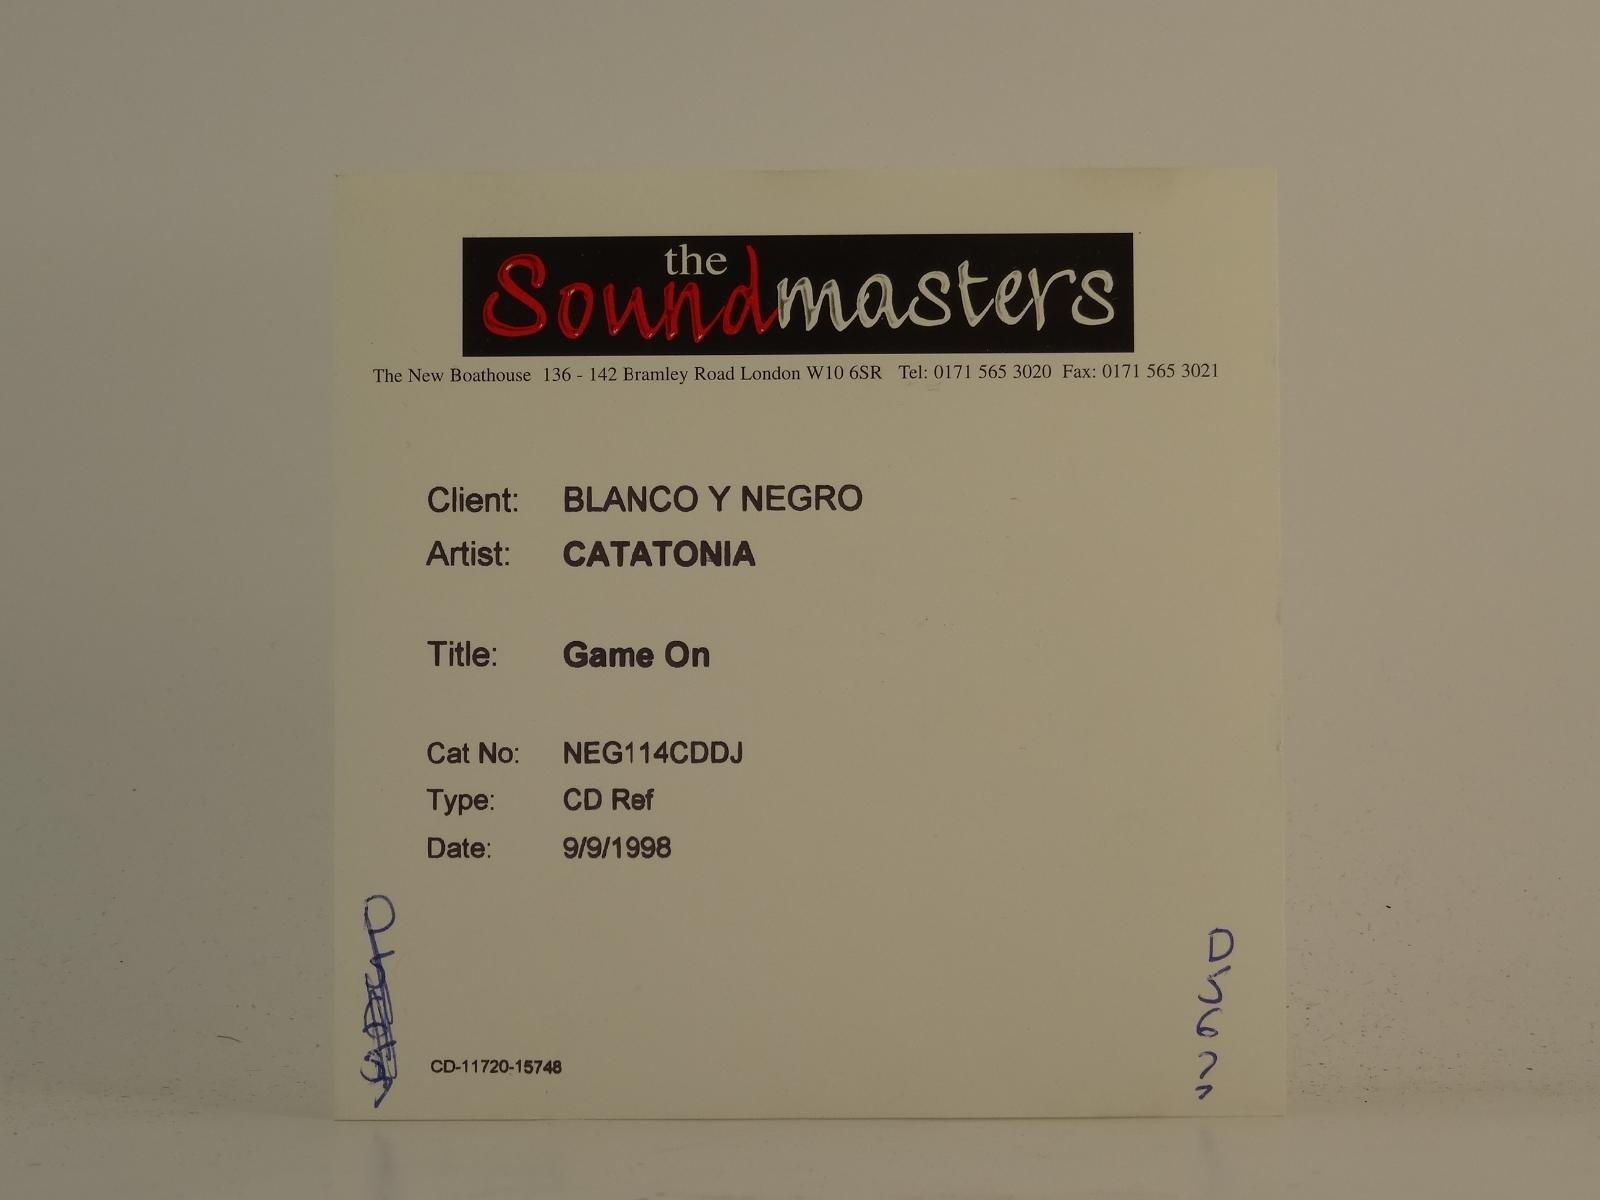 the
Soundmasters
The New Boathouse 136 - 142 Bramley Road London W10 6SR Tel: 0171 565 3020 Fax: 0171 565 3021
Client: BLANCO Y NEGRO
Artist: CATATONIA
Title: Game On
Cat No: NEG114CDDJ
Type: CD Ref
Date: 9/9/1998
CD-11720-15748